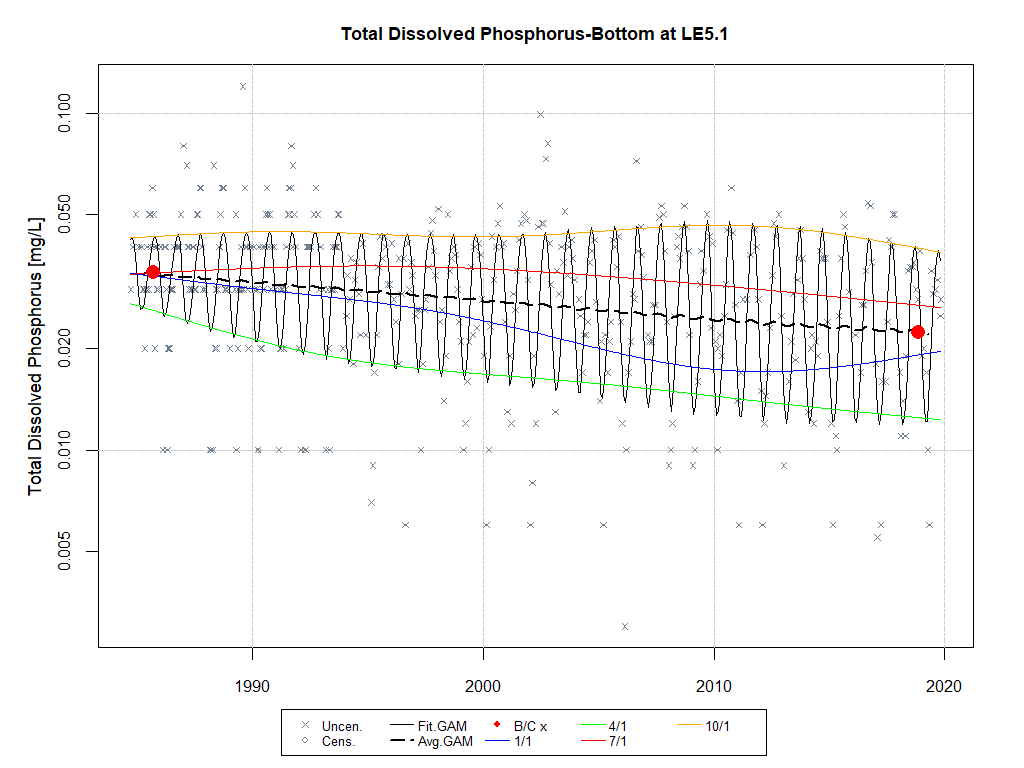 Total Dissolved Phosphorus-Bottom at LE5.1
Total Dissolved Phosphorus [mg/L]
0.100
0.050
0.020
0.010
0.005
1990 2000 2010 2020
Uncen. Fit.GAM B/C x 4/1 10/1
Cens. Avg.GAM 1/1 7/1